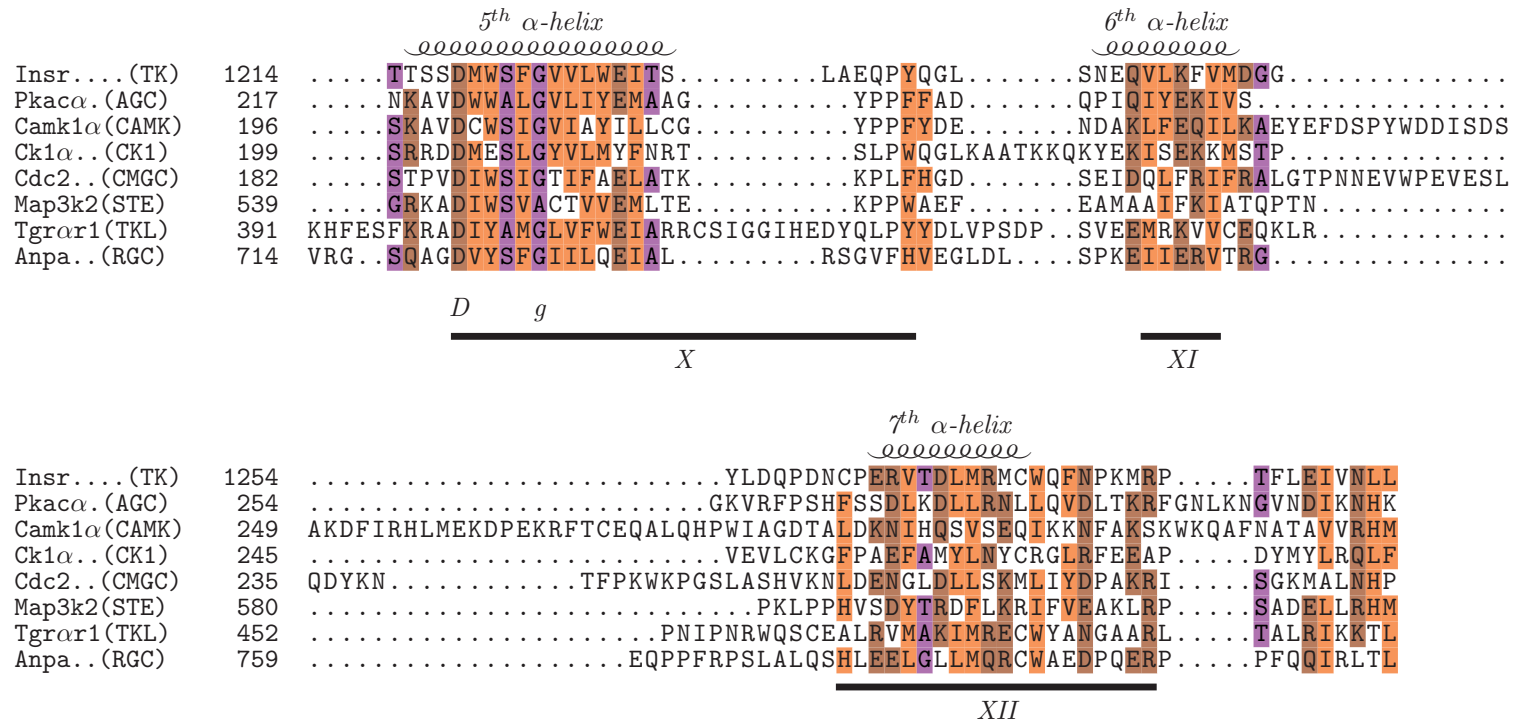 5th α-helix 6th α-helix
Insr....(TK) 1214 .....TTSSDMWSFGVVLWEITS.........LAEQPYQGL.......SNEQVLKFVMDGG..............
Pkacα.(AGC) 217 .....NKAVDWWALGVLIYEMAAG..........YPPFFAD.......QPIQIYEKIVS................
Camk1α(CAMK) 196 .....SKAVDCWSIGVIAYILLCG..........YPPFYDE.......NDAKLFEQILKAEYEFDSPYWDDISDS
Ck1α..(CK1) 199 .....SRRDDMESLGYVLMYFNRT..........SLPWQGLKAATKKQKYEKISEKKMSTP..............
Cdc2..(CMGC) 182 .....STPVDIWSIGTIFAELATK..........KPLFHGD.......SEIDQLFRIFRALGTPNNEVWPEVESL
Map3k2(STE) 539 .....GRKADIWSVACTVVEMLTE..........KPPWAEF.......EAMAAIFKIATQPTN............
Tgrαr1(TKL) 391 KHFESFKRADIYAMGLVFWEIARRCSIGGIHEDYQLPYYDLVPSDP..SVEEMRKVVCEQKLR............
Anpa..(RGC) 714 VRG..SQAGDVYSFGIILQEIAL.........RSGVFHVEGLDL....SPKEIIERVTRG...............
D g
X XI
7th α-helix
Insr....(TK) 1254 ..........................YLDQPDNCPERVTDLMRMCWQFNPKMRP.....TFLEIVNLL
Pkacα.(AGC) 254 .........................GKVRFPSHFSSDLKDLLRNLLQVDLTKRFGNLKNGVNDIKNHK
Camk1α(CAMK) 249 AKDFIRHLMEKDPEKRFTCEQALQHPWIAGDTALDKNIHQSVSEQIKKNFAKSKWKQAFNATAVVRHM
Ck1α..(CK1) 245 ..........................VEVLCKGFPAEFAMYLNYCRGLRFEEAP.....DYMYLRQLF
Cdc2..(CMGC) 235 QDYKN............TFPKWKPGSLASHVKNLDENGLDLLSKMLIYDPAKRI.....SGKMALNHP
Map3k2(STE) 580 ............................PKLPPHVSDYTRDFLKRIFVEAKLRP.....SADELLRHM
Tgrαr1(TKL) 452 ......................PNIPNRWQSCEALRVMAKIMRECWYANGAARL.....TALRIKKTL
Anpa..(RGC) 759 ....................EQPPFRPSLALQSHLEELGLLMQRCWAEDPQERP.....PFQQIRLTL
XII